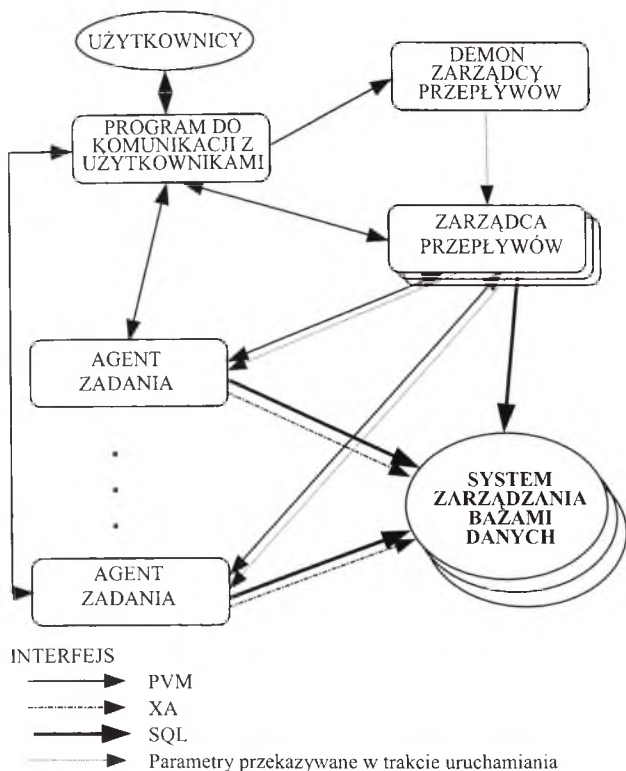 UŻYTKOWNICY
DEMON
ZARZĄDCY
PRZEPŁYWÓW
PROGRAM DO
KOMUNIKACJI Z
UŻYTKOWNIKAMI
ZARZĄDCA
PRZEPŁYWÓW
AGENT
ZADANIA
SYSTEM
ZARZĄDZANIA
BAŻAMI
DANYCH
AGENT
ZADANIA
INTERFEJS
PVM
XA
SQL
Parametry przekazywane w trakcie uruchamiania